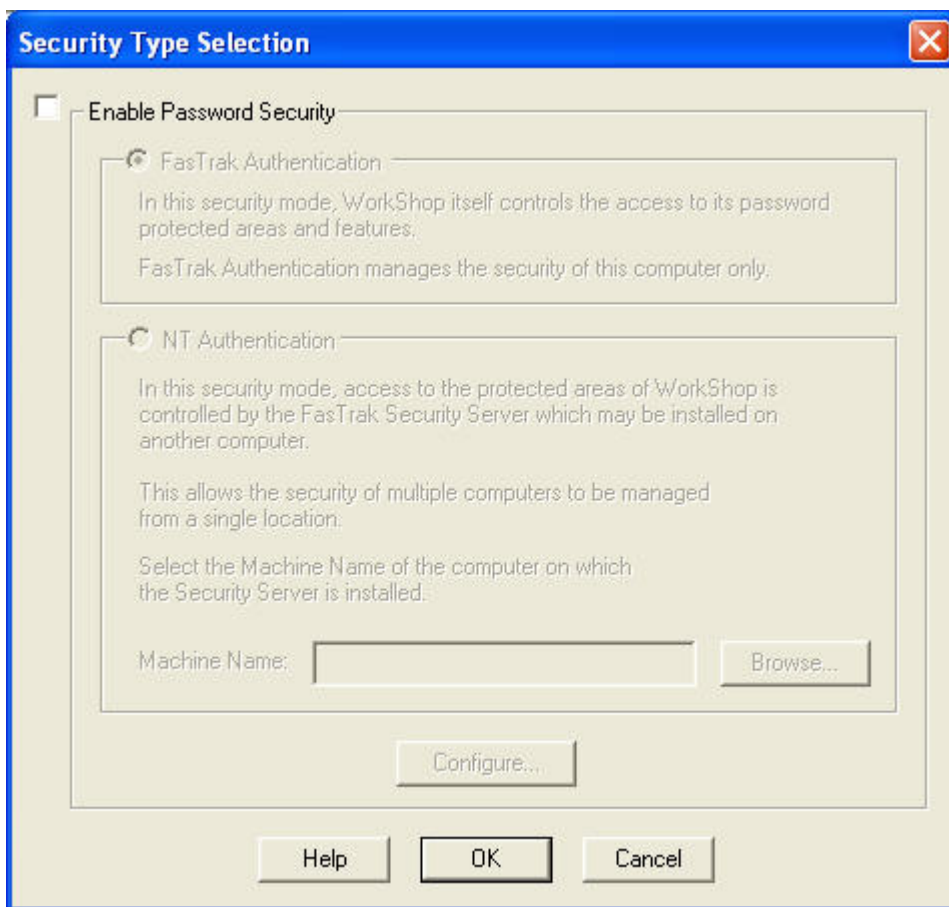 Security Type Selection
Enable Password Security
FasTrak Authentication
In this security mode, WorkShop itself controls the access to its password
protected areas and features.
FasTrak Authentication manages the security of this computer only.
NT Authentication
In this security mode, access to the protected areas of WorkShop is
controlled by the FasTrak Security Server which may be installed on
another computer.
This allows the security of multiple computers to be managed
from a single location.
Select the Machine Name of the computer on which
the Security Server is installed.
Machine Name:
Browse...
Configure...
Help
OK
Cancel